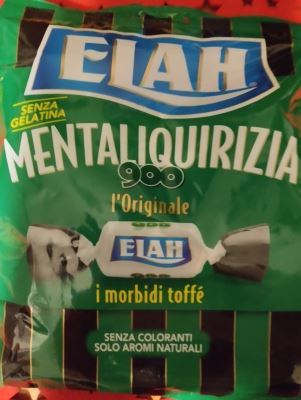 ELAH
SENZA
GELATINA
MENTALIQUIRIZIA
900
l'Originale
ELAH
i morbidi toffé
SENZA COLORANTI
SOLO AROMI NATURALI